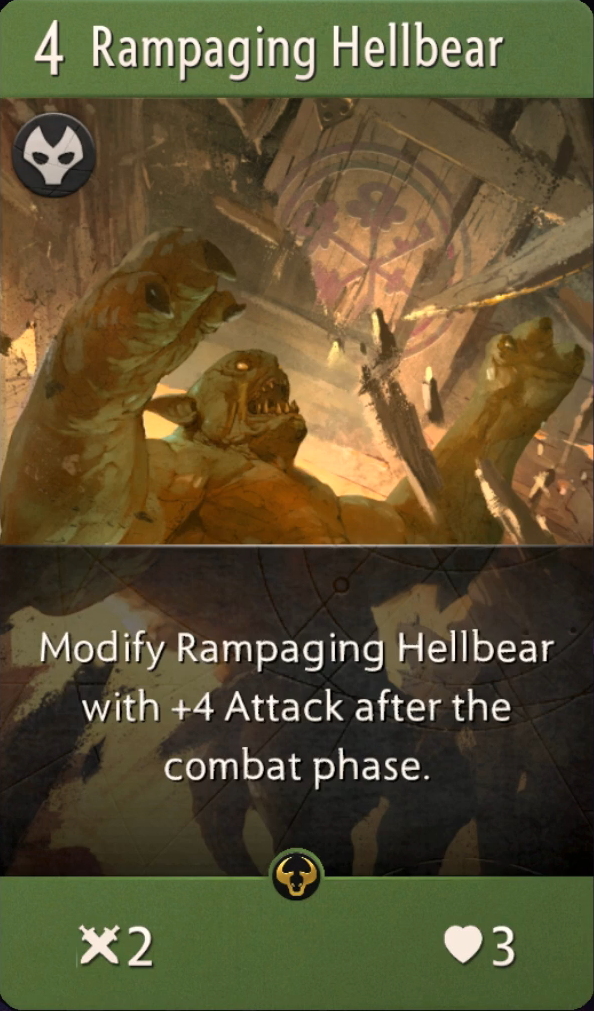 4 Rampaging Hellbear
Modify Rampaging Hellbear
with +4 Attack after the
combat phase.
2 3